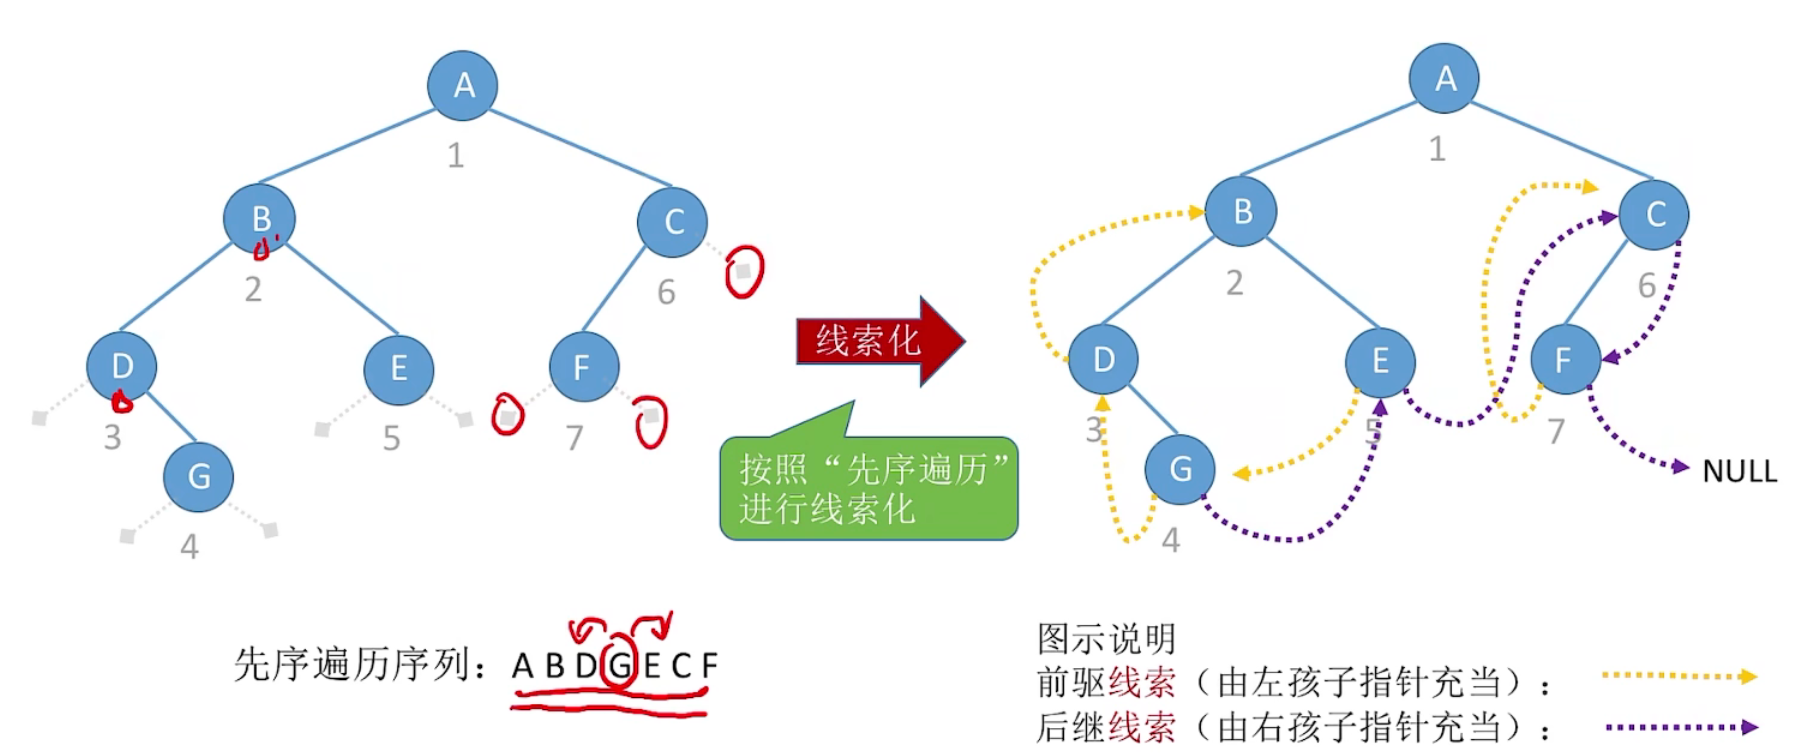 A
1
B
2
C
6
D
3
E
5
F
7
G
4
线索化
按照“先序遍历”
进行线索化
A
1
B
2
C
6
D
3
E
5
F
7
G
4
NULL
先序遍历序列：A B D G E C F
图示说明
前驱线索（由左孩子指针充当）：
后继线索（由右孩子指针充当）：